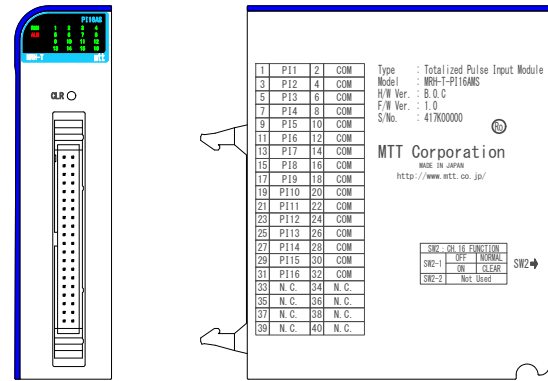 PI16AS
RUN 1 2 3 4
ALM 5 6 7 8
9 10 11 12
13 14 15 16
MRH-T mtt
CLR
1 PI1 2 COM
3 PI2 4 COM
5 PI3 6 COM
7 PI4 8 COM
9 PI5 10 COM
11 PI6 12 COM
13 PI7 14 COM
15 PI8 16 COM
17 PI9 18 COM
19 PI10 20 COM
21 PI11 22 COM
23 PI12 24 COM
25 PI13 26 COM
27 PI14 28 COM
29 PI15 30 COM
31 PI16 32 COM
33 N.C. 34 N.C.
35 N.C. 36 N.C.
37 N.C. 38 N.C.
39 N.C. 40 N.C.
Type : Totalized Pulse Input Module
Model : MRH-T-PI16AMS
H/W Ver. : B.0.C
F/W Ver. : 1.0
S/No. : 417K00000
Ro
MTT Corporation
MADE IN JAPAN
http://www.mtt.co.jp/
SW2 : CH.16 FUNCTION
SW2-1 OFF NORMAL
ON CLEAR
SW2-2 Not Used
SW2